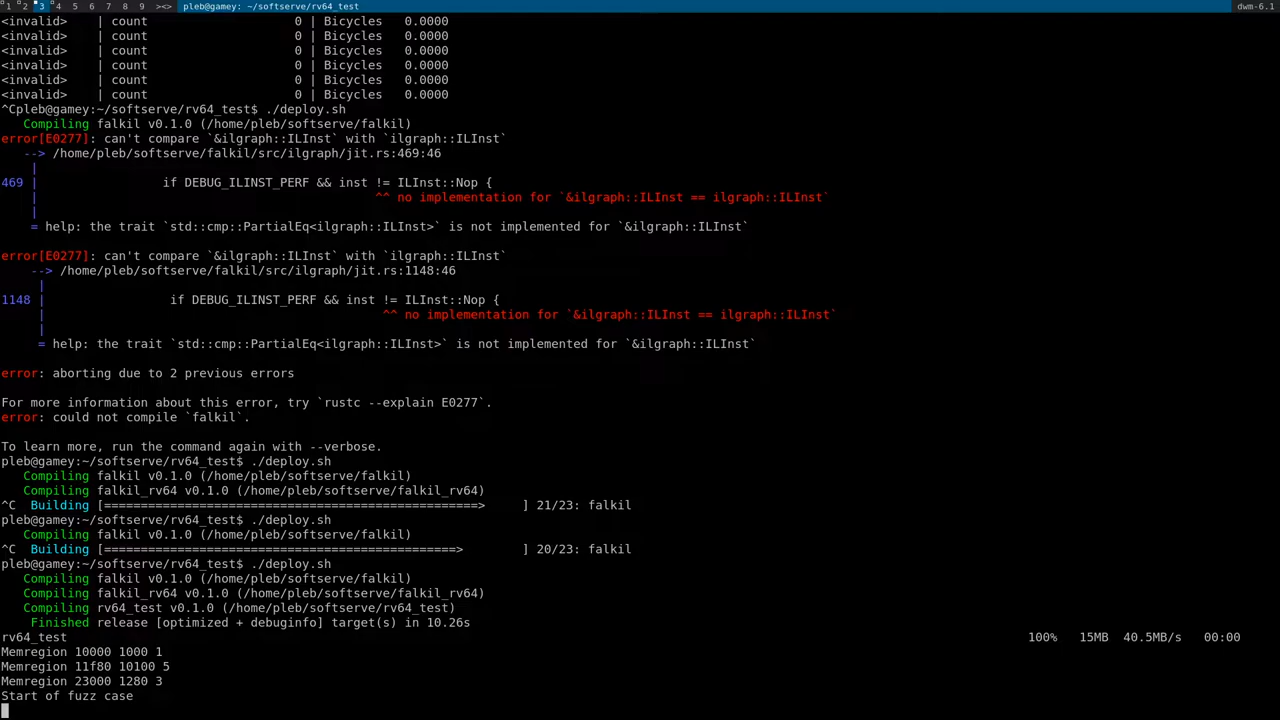 1 2 3 4 5 6 7 8 9 ><> pleb@gamey: ~/softserve/rv64_test dwm-6.1
<invalid> | count 0 | Bicycles 0.0000
<invalid> | count 0 | Bicycles 0.0000
<invalid> | count 0 | Bicycles 0.0000
<invalid> | count 0 | Bicycles 0.0000
<invalid> | count 0 | Bicycles 0.0000
<invalid> | count 0 | Bicycles 0.0000
^Cpleb@gamey:~/softserve/rv64_test$ ./deploy.sh
Compiling falkil v0.1.0 (/home/pleb/softserve/falkil)
error[E0277]: can't compare `&ilgraph::ILInst` with `ilgraph::ILInst`
--> /home/pleb/softserve/falkil/src/ilgraph/jit.rs:469:46
|
469 | if DEBUG_ILINST_PERF && inst != ILInst::Nop {
| ^^ no implementation for `&ilgraph::ILInst == ilgraph::ILInst`
|
= help: the trait `std::cmp::PartialEq<ilgraph::ILInst>` is not implemented for `&ilgraph::ILInst`
error[E0277]: can't compare `&ilgraph::ILInst` with `ilgraph::ILInst`
--> /home/pleb/softserve/falkil/src/ilgraph/jit.rs:1148:46
|
1148 | if DEBUG_ILINST_PERF && inst != ILInst::Nop {
| ^^ no implementation for `&ilgraph::ILInst == ilgraph::ILInst`
|
= help: the trait `std::cmp::PartialEq<ilgraph::ILInst>` is not implemented for `&ilgraph::ILInst`
error: aborting due to 2 previous errors
For more information about this error, try `rustc --explain E0277`.
error: could not compile `falkil`.
To learn more, run the command again with --verbose.
pleb@gamey:~/softserve/rv64_test$ ./deploy.sh
Compiling falkil v0.1.0 (/home/pleb/softserve/falkil)
Compiling falkil_rv64 v0.1.0 (/home/pleb/softserve/falkil_rv64)
^C Building [===================================================> ] 21/23: falkil
pleb@gamey:~/softserve/rv64_test$ ./deploy.sh
Compiling falkil v0.1.0 (/home/pleb/softserve/falkil)
^C Building [================================================> ] 20/23: falkil
pleb@gamey:~/softserve/rv64_test$ ./deploy.sh
Compiling falkil v0.1.0 (/home/pleb/softserve/falkil)
Compiling falkil_rv64 v0.1.0 (/home/pleb/softserve/falkil_rv64)
Compiling rv64_test v0.1.0 (/home/pleb/softserve/rv64_test)
Finished release [optimized + debuginfo] target(s) in 10.26s
rv64_test 100% 15MB 40.5MB/s 00:00
Memregion 10000 1000 1
Memregion 11f80 10100 5
Memregion 23000 1280 3
Start of fuzz case